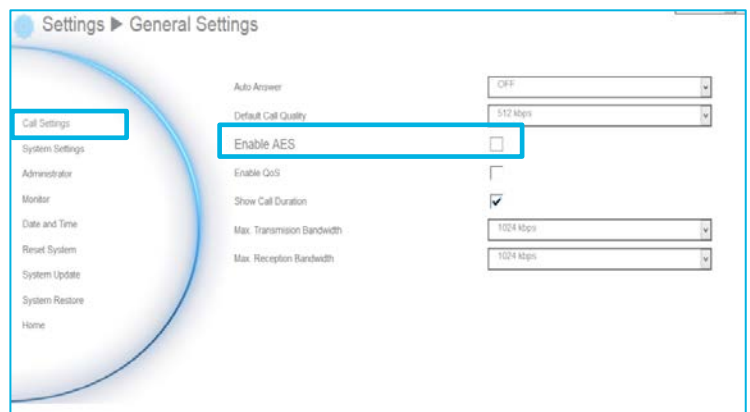 Settings ▶ General Settings
Call Settings
System Settings
Administrator
Monitor
Date and Time
Reset System
System Update
System Restore
Home
Auto Answer OFF
Default Call Quality 512 kbps
Enable AES
Enable QoS
Show Call Duration
Max. Transmision Bandwidth 1024 kbps
Max. Reception Bandwidth 1024 kbps